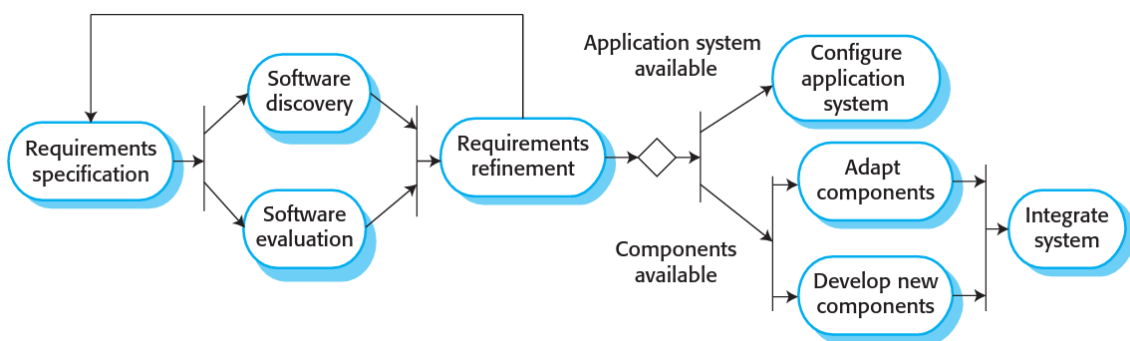 Requirements
specification
Software
discovery
Software
evaluation
Requirements
refinement
Application system
available
Configure
application
system
Components
available
Adapt
components
Develop new
components
Integrate
system